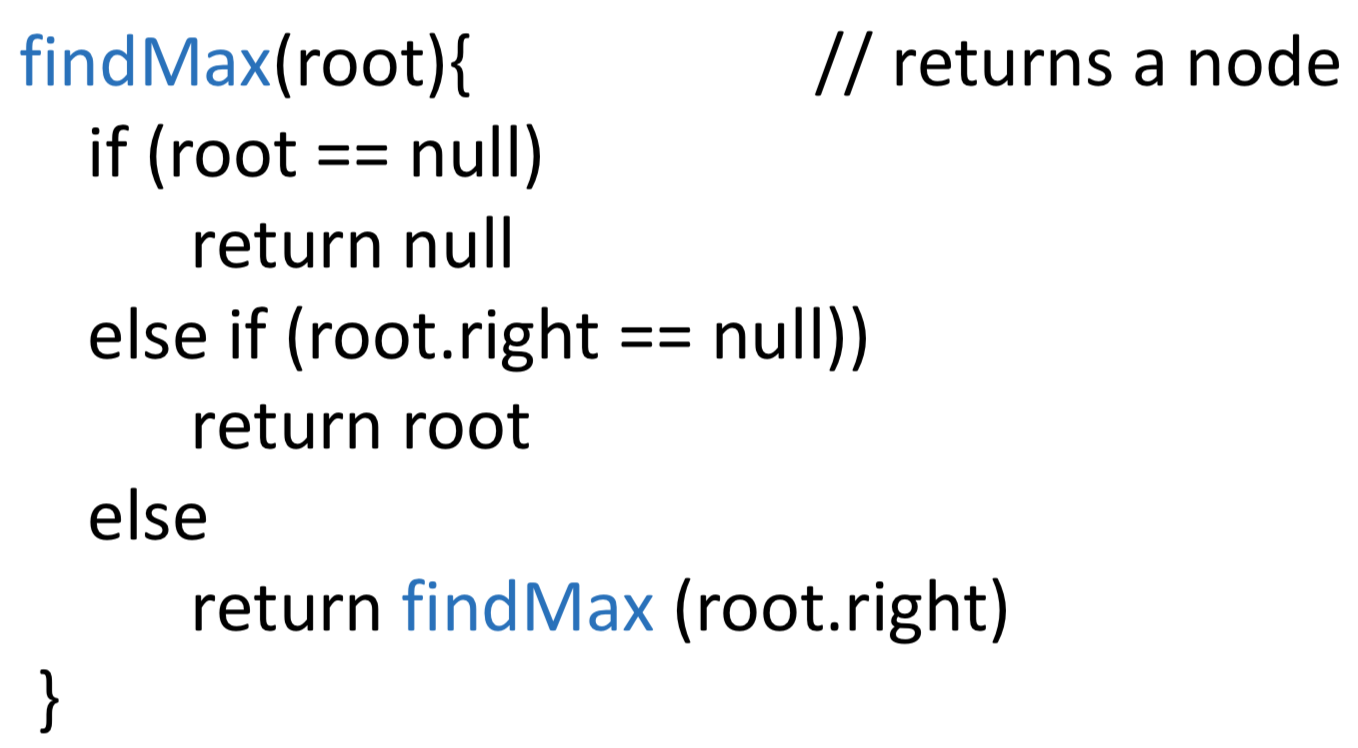 findMax(root){ // returns a node
if (root == null)
return null
else if (root.right == null))
return root
else
return findMax (root.right)
}